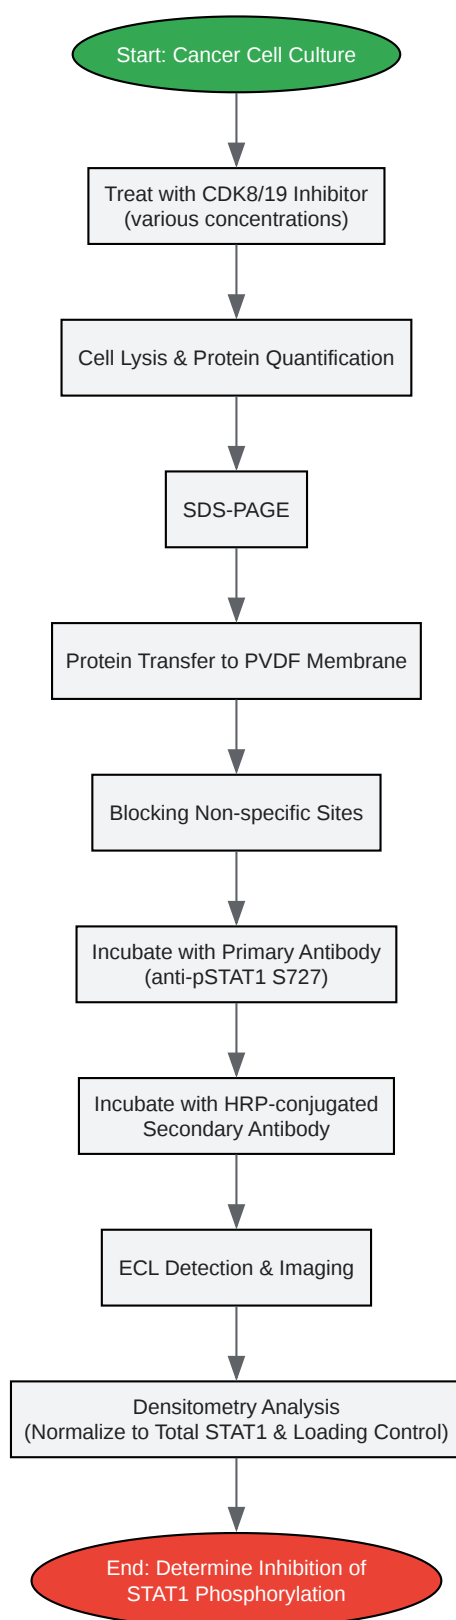 Start: Cancer Cell Culture
Treat with CDK8/19 Inhibitor
(various concentrations)
Cell Lysis & Protein Quantification
SDS-PAGE
Protein Transfer to PVDF Membrane
Blocking Non-specific Sites
Incubate with Primary Antibody
(anti-pSTAT1 S727)
Incubate with HRP-conjugated
Secondary Antibody
ECL Detection & Imaging
Densitometry Analysis
(Normalize to Total STAT1 & Loading Control)
End: Determine Inhibition of
STAT1 Phosphorylation